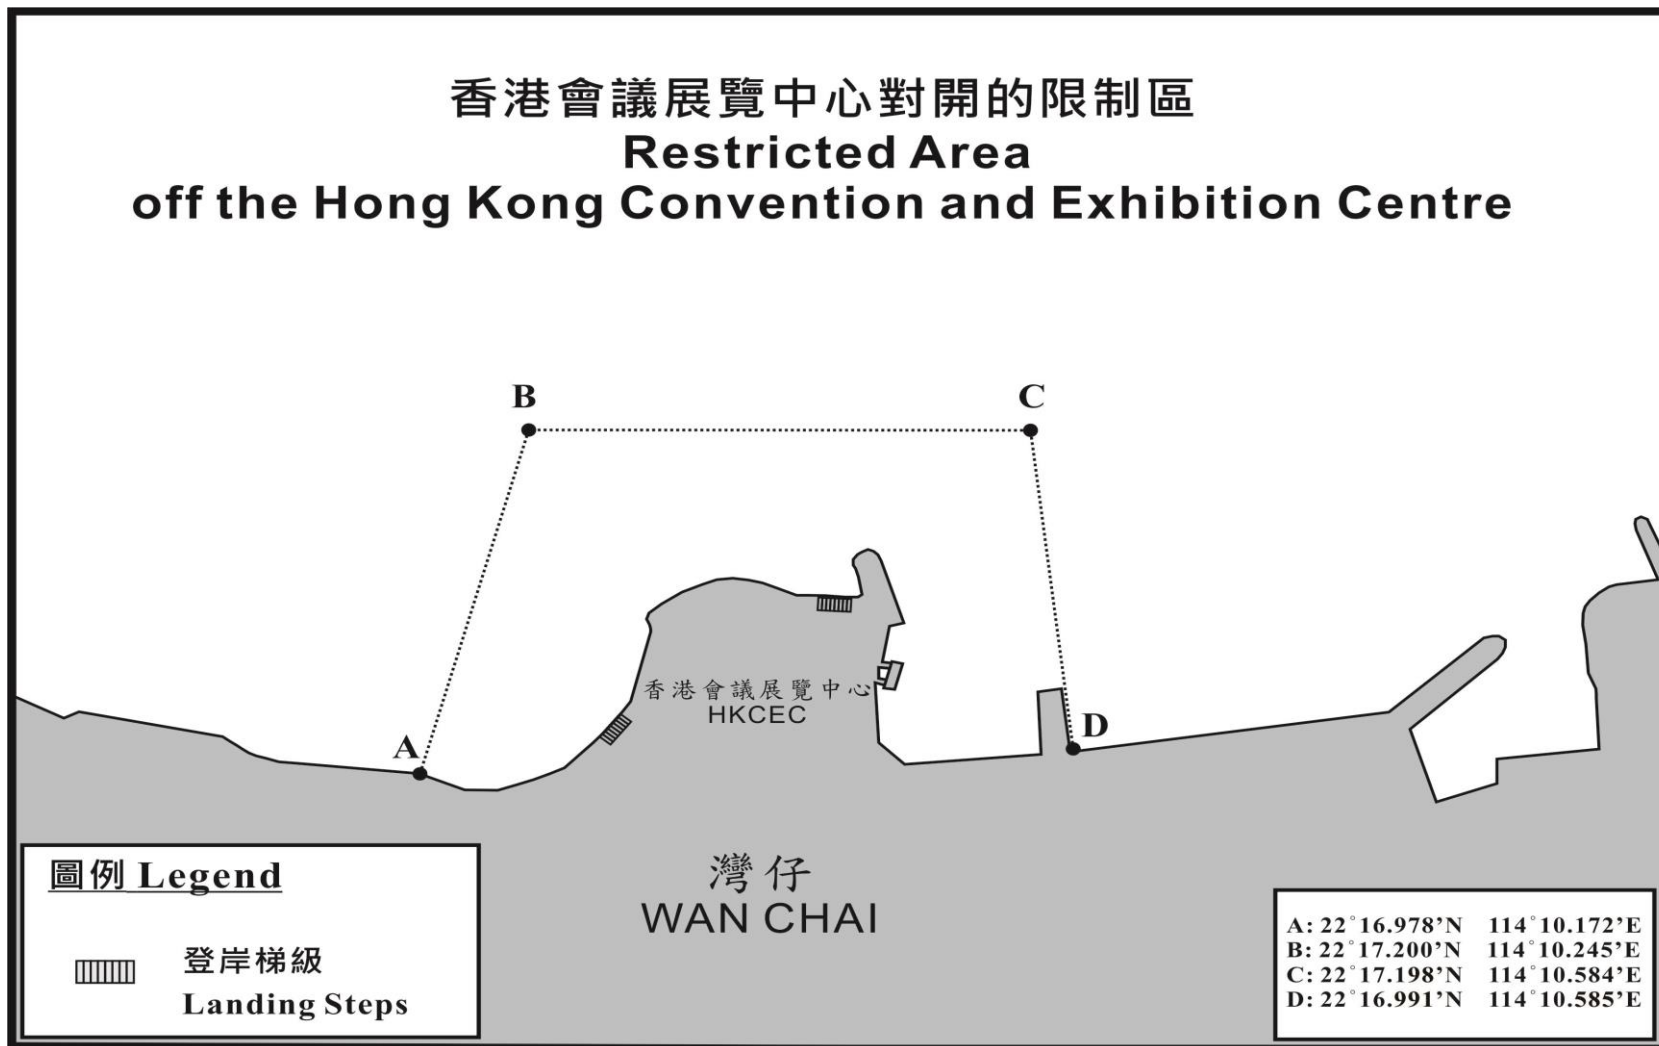 香港會議展覽中心對開的限制區
Restricted Area
off the Hong Kong Convention and Exhibition Centre
B
C
香港會議展覽中心
HKCEC
A
D
灣仔
WAN CHAI
圖例 Legend
登岸梯級
Landing Steps
A: 22°16.978’N 114°10.172’E
B: 22°17.200’N 114°10.245’E
C: 22°17.198’N 114°10.584’E
D: 22°16.991’N 114°10.585’E